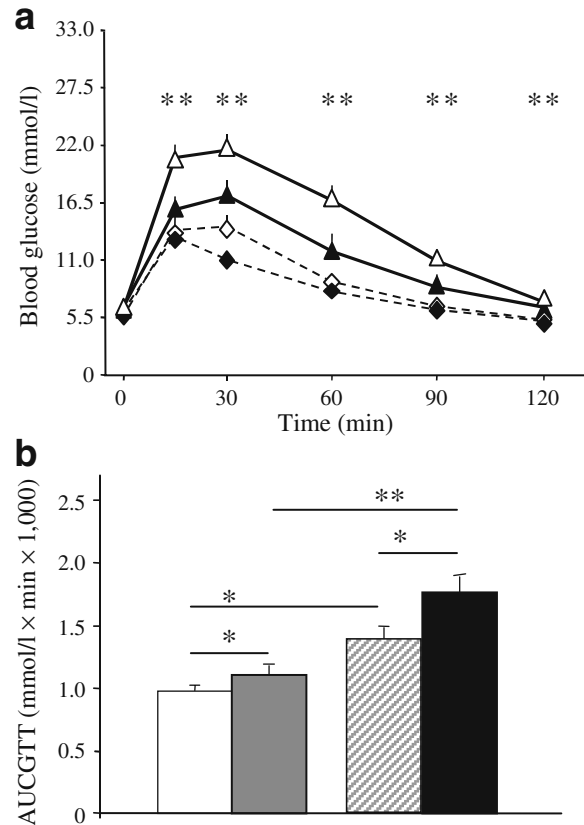 a
Blood glucose (mmol/l)
33.0
27.5
22.0
16.5
11.0
5.5
0
** ** ** ** **
0 30 60 90 120
Time (min)
b
AUCGTT (mmol/l × min × 1,000)
2.5
2.0
1.5
1.0
0.5
0
**
*
*
*